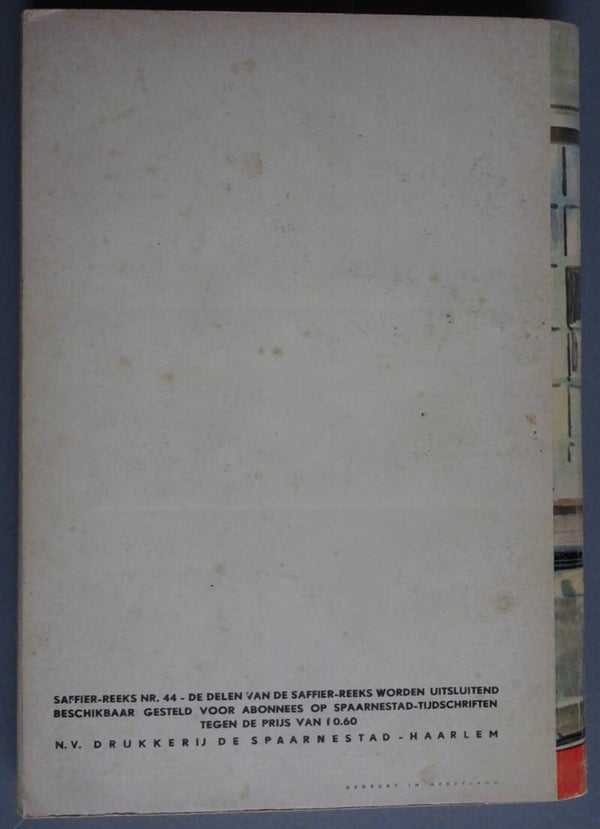 SAFFIER-REEKS NR. 44 - DE DELEN VAN DE SAFFIER-REEKS WORDEN UITSLUITEND
BESCHIKBAAR GESTELD VOOR ABONNEES OP SPAARNESTAD-TIJDSCHRIFTEN
TEGEN DE PRIJS VAN f 0.60
N.V. DRUKKERIJ DE SPAARNESTAD - HAARLEM
GEDRUKT IN NEDERLAND